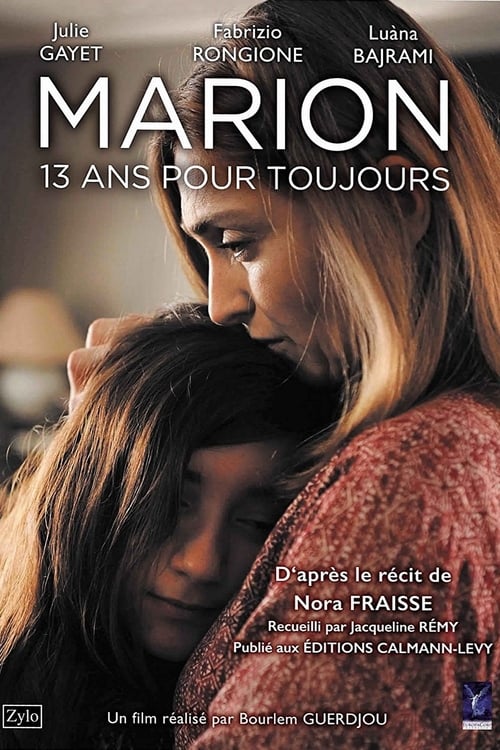 Julie Fabrizio Luàna
GAYET RONGIONE BAJRAMI
MARION
13 ANS POUR TOUJOURS
D'après le récit de
Nora FRAISSE
Recueilli par Jacqueline RÉMY
Publié aux ÉDITIONS CALMANN-LEVY
Zylo
Un film réalisé par Bourlem GUERDJOU